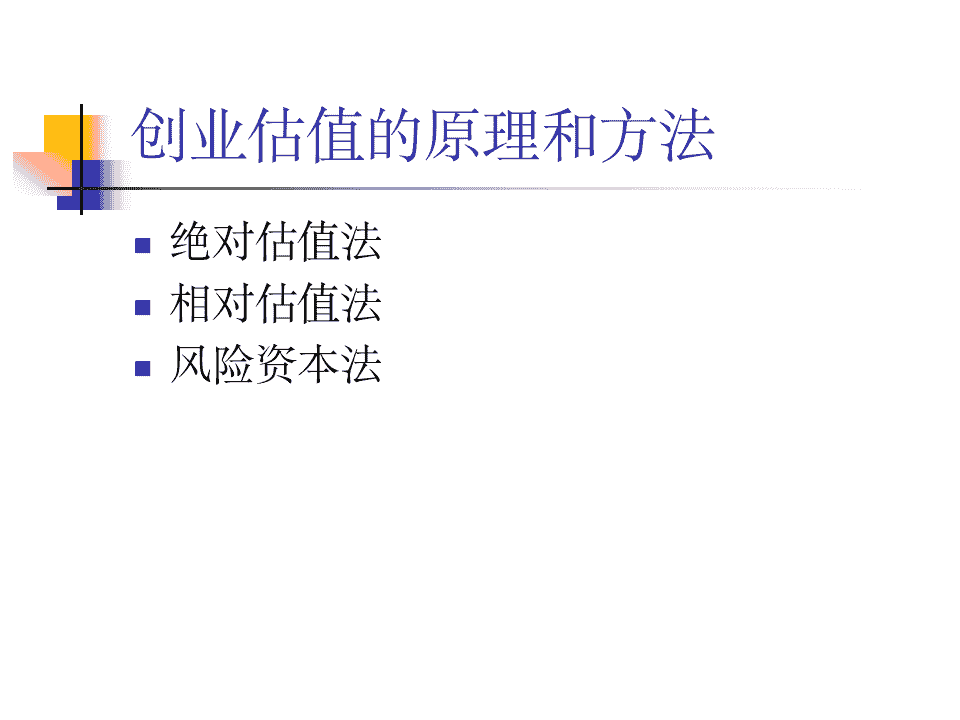 创业估值的原理和方法
绝对估值法
相对估值法
风险资本法